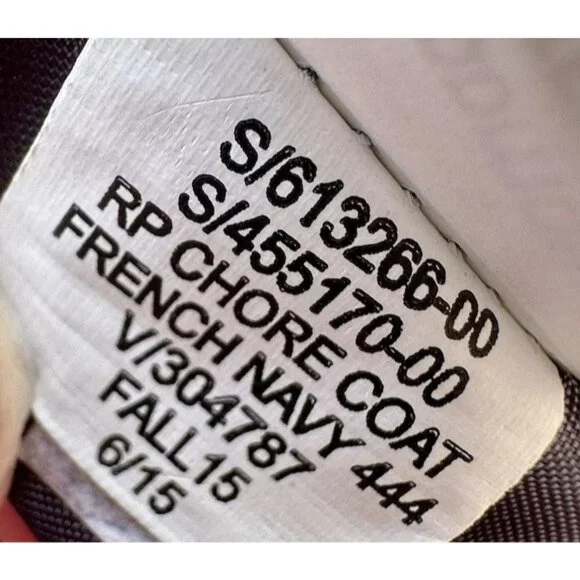 S/613266-00
S/455170-00
RP CHORE COAT
FRENCH NAVY 444
V/304787
FALL15
6/15